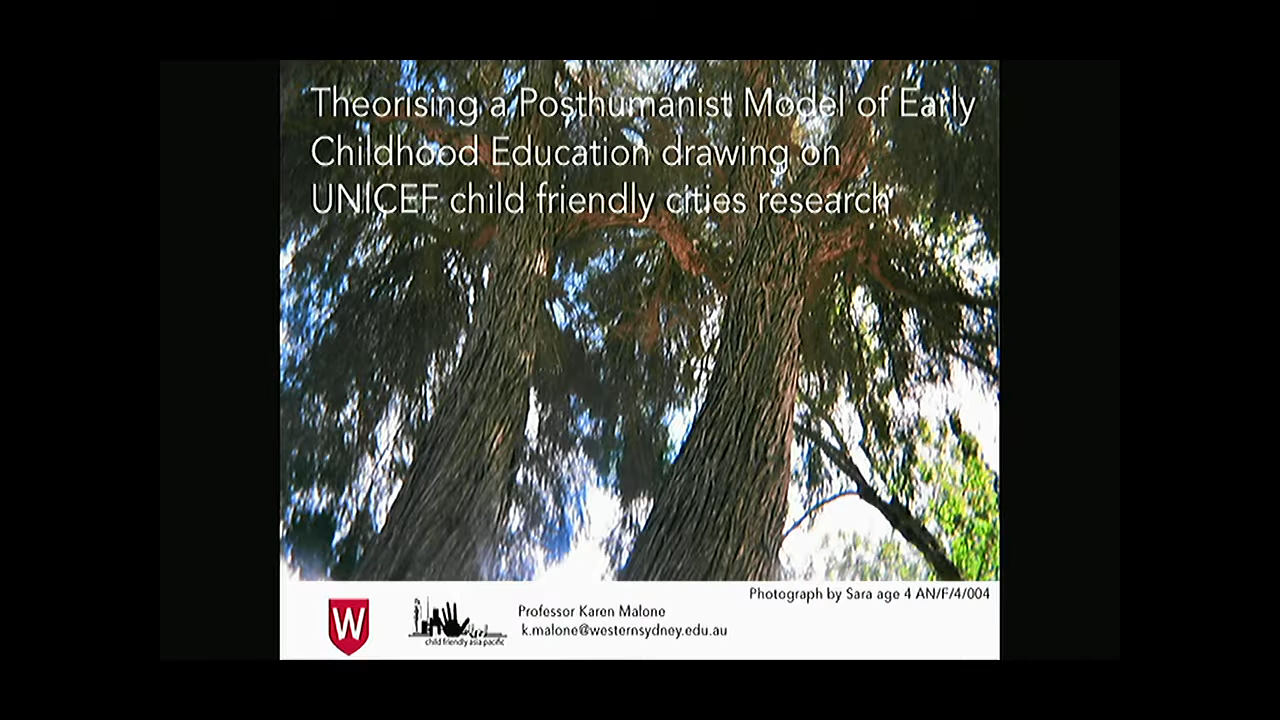 Theorising a Posthumanist Model of Early
Childhood Education drawing on
UNICEF child friendly cities research
Photograph by Sara age 4 AN/F/4/004
W
child friendly asia pacific
Professor Karen Malone
k.malone@westernsydney.edu.au